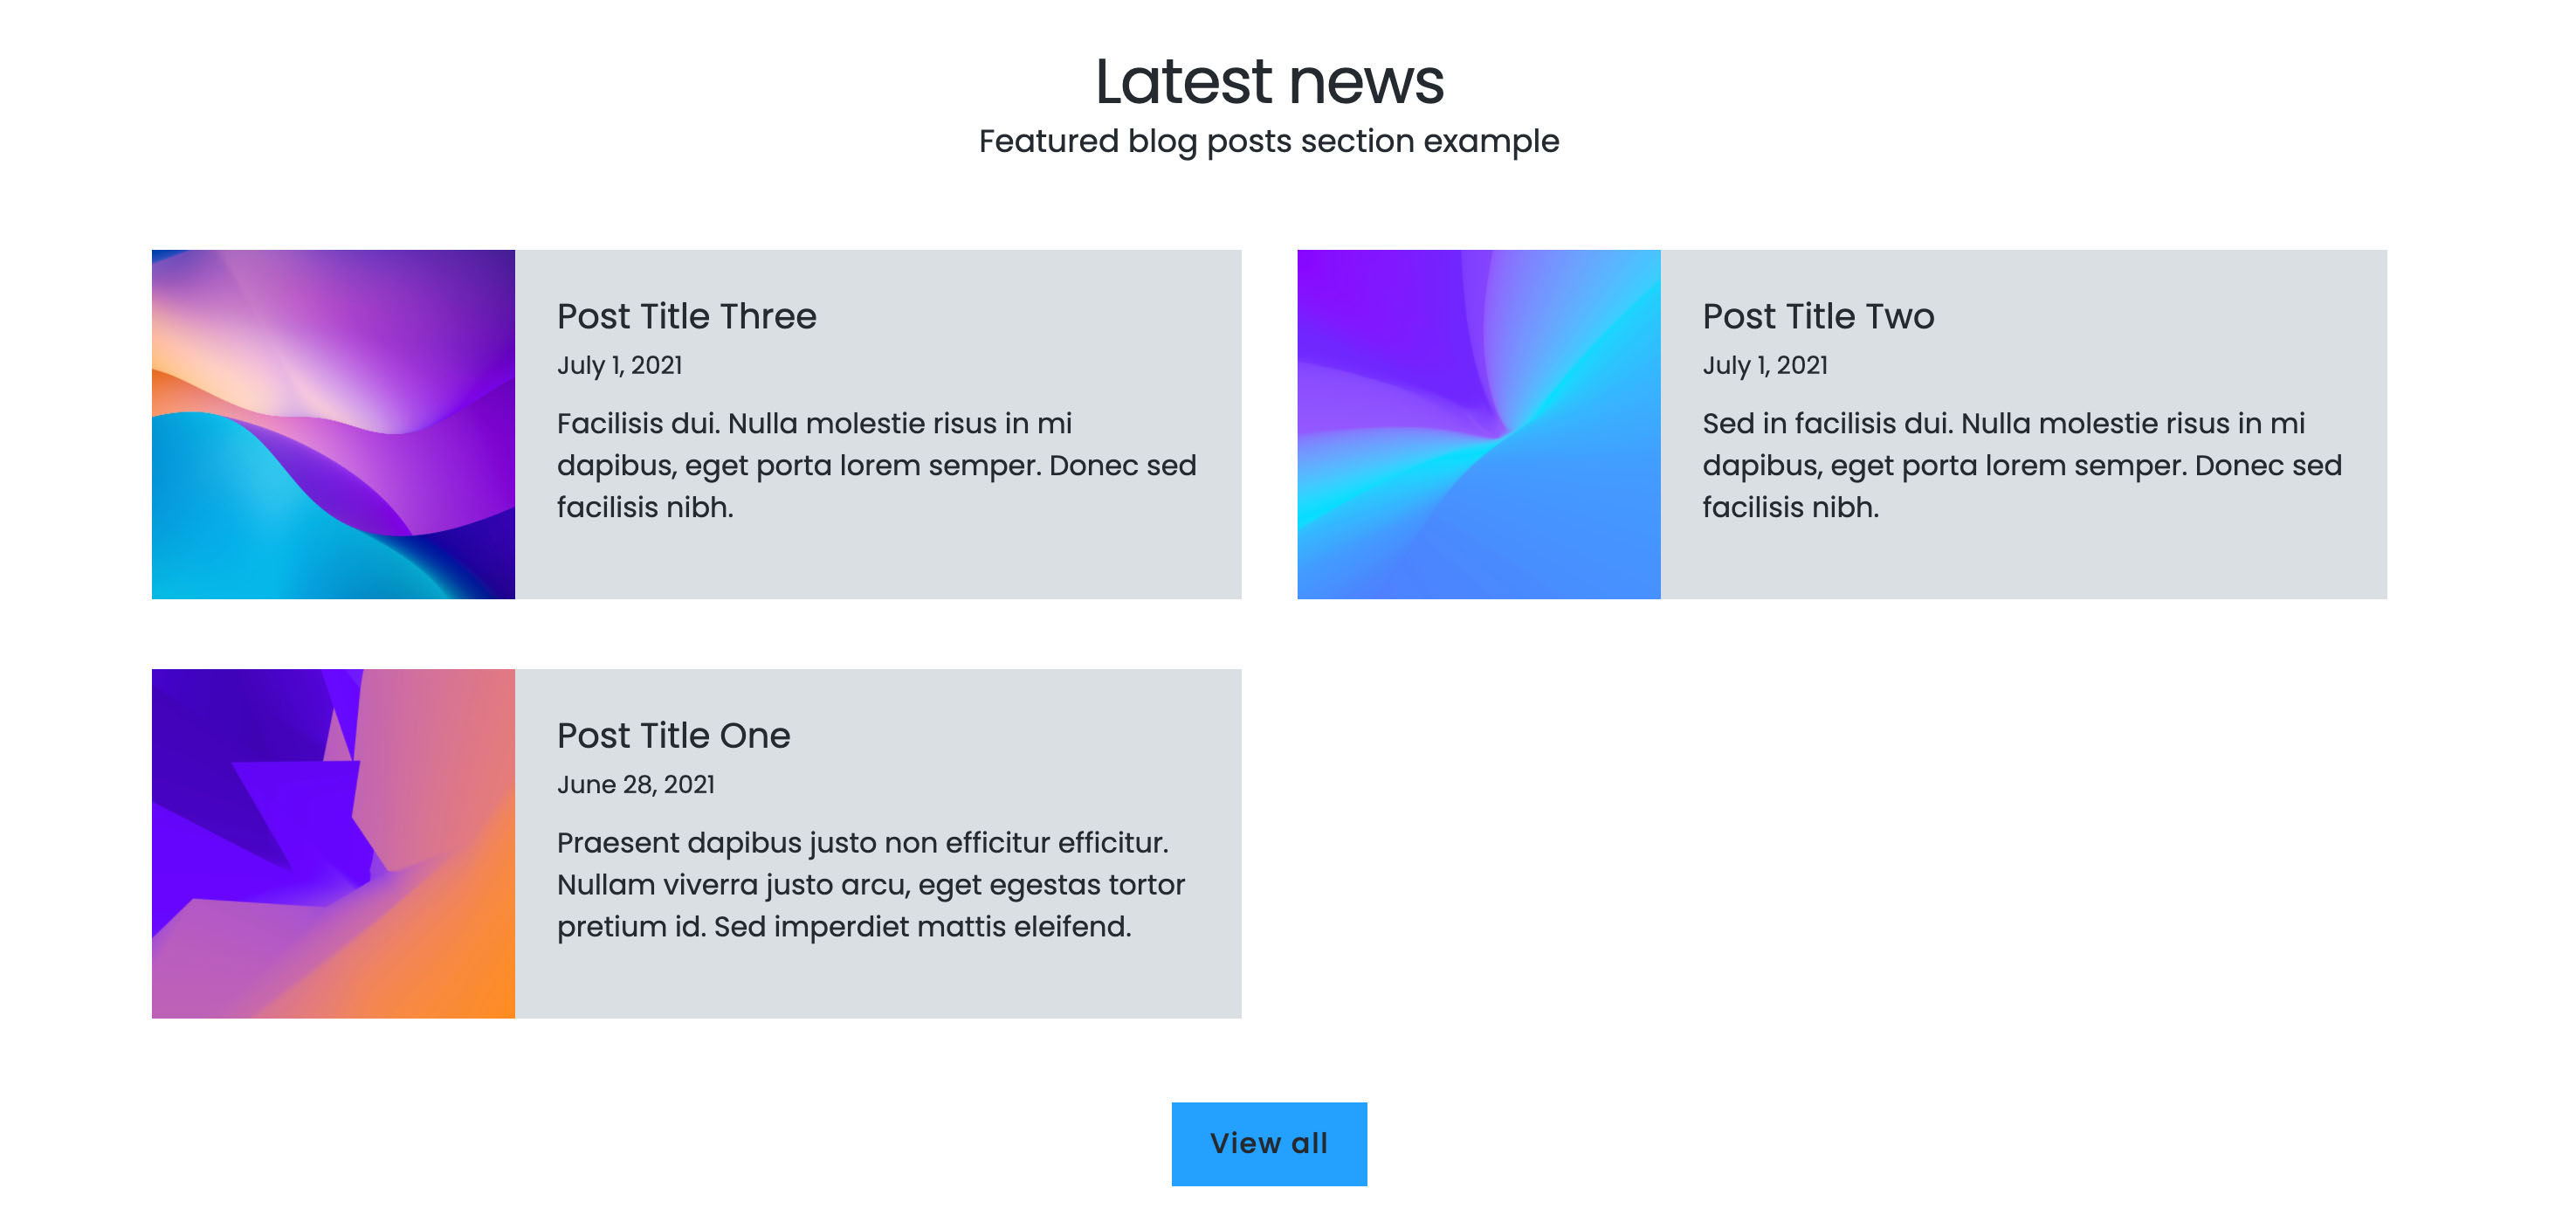 Latest news
Featured blog posts section example
Post Title Three
July 1, 2021
Facilisis dui. Nulla molestie risus in mi
dapibus, eget porta lorem semper. Donec sed
facilisis nibh.
Post Title Two
July 1, 2021
Sed in facilisis dui. Nulla molestie risus in mi
dapibus, eget porta lorem semper. Donec sed
facilisis nibh.
Post Title One
June 28, 2021
Praesent dapibus justo non efficitur efficitur.
Nullam viverra justo arcu, eget egestas tortor
pretium id. Sed imperdiet mattis eleifend.
View all